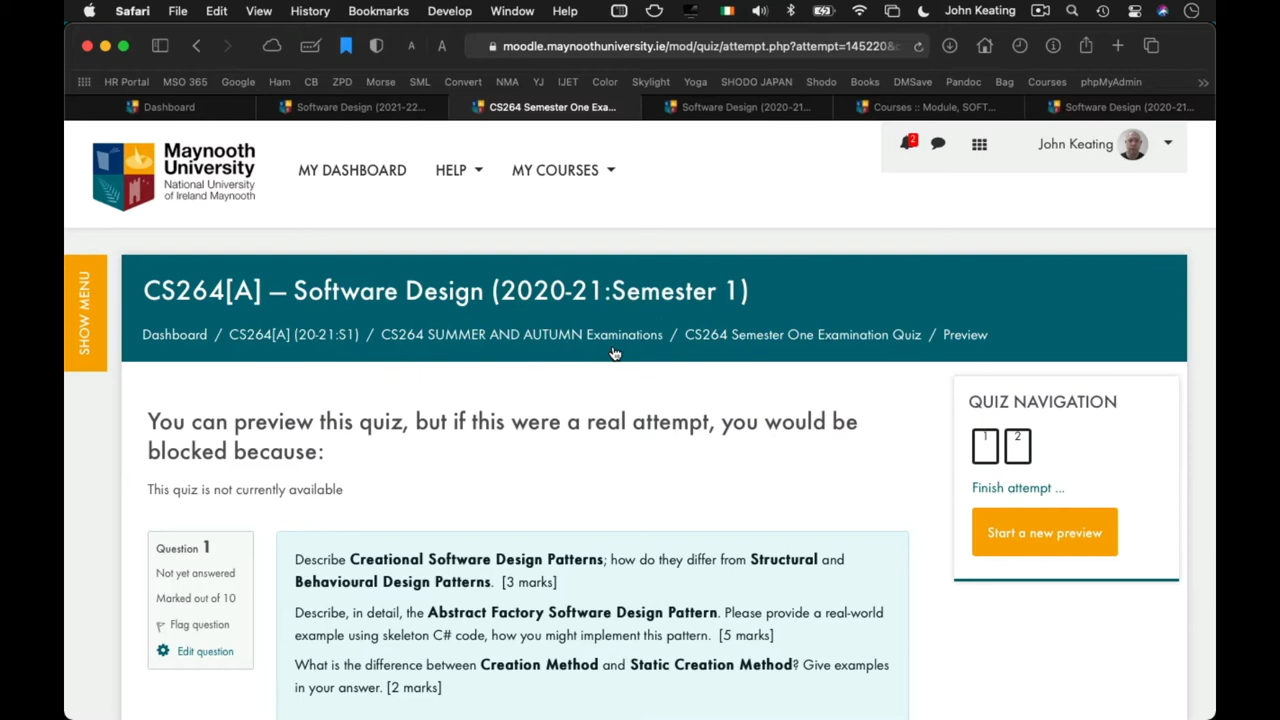 Safari File Edit View History Bookmarks Develop Window Help John Keating
A A moodle.maynoothuniversity.ie/mod/quiz/attempt.php?attempt=145220&
HR Portal MSO 365 Google Ham CB ZPD Morse SML Convert NMA YJ IJET Color Skylight Yoga SHODO JAPAN Shodo Books DMSave Pandoc Bag Courses phpMyAdmin >>
Dashboard Software Design (2021-22... CS264 Semester One Exa... Software Design (2020-21... Courses :: Module, SOFT... Software Design (2020-21...
Maynooth
University
National University
of Ireland Maynooth
MY DASHBOARD HELP MY COURSES
2 John Keating
SHOW MENU
CS264[A] — Software Design (2020-21:Semester 1)
Dashboard / CS264[A] (20-21:S1) / CS264 SUMMER AND AUTUMN Examinations / CS264 Semester One Examination Quiz / Preview
You can preview this quiz, but if this were a real attempt, you would be
blocked because:
This quiz is not currently available
Question 1
Not yet answered
Marked out of 10
Flag question
Edit question
Describe Creational Software Design Patterns; how do they differ from Structural and
Behavioural Design Patterns. [3 marks]
Describe, in detail, the Abstract Factory Software Design Pattern. Please provide a real-world
example using skeleton C# code, how you might implement this pattern. [5 marks]
What is the difference between Creation Method and Static Creation Method? Give examples
in your answer. [2 marks]
QUIZ NAVIGATION
1 2
Finish attempt ...
Start a new preview